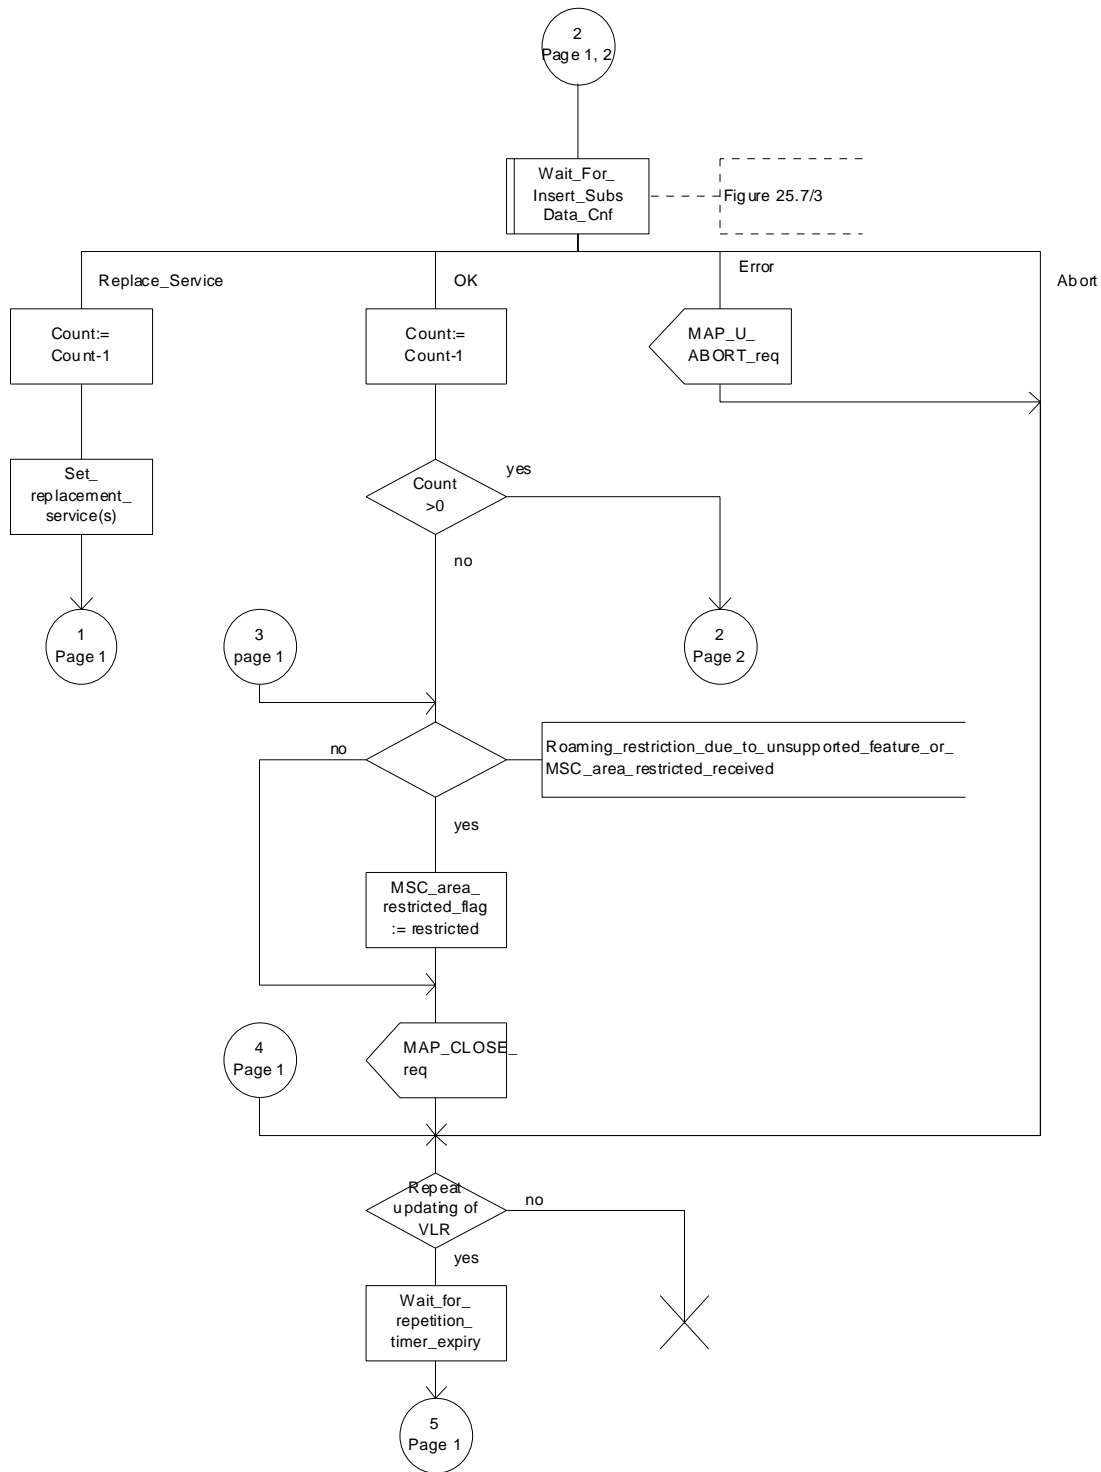 2
Page 1, 2
Wait_For_
Insert_Subs
Data_Cnf
Figure 25.7/3
Replace_Service
OK
Error
Abort
Count:=
Count-1
Count:=
Count-1
MAP_U_
ABORT_req
Set_
replacement_
service(s)
Count
>0
yes
no
1
Page 1
3
page 1
2
Page 2
no
Roaming_restriction_due_to_unsupported_feature_or_
MSC_area_restricted_received
yes
MSC_area_
restricted_flag
:= restricted
4
Page 1
MAP_CLOSE_
req
Repeat
updating of
VLR
no
yes
Wait_for_
repetition_
timer_expiry
5
Page 1